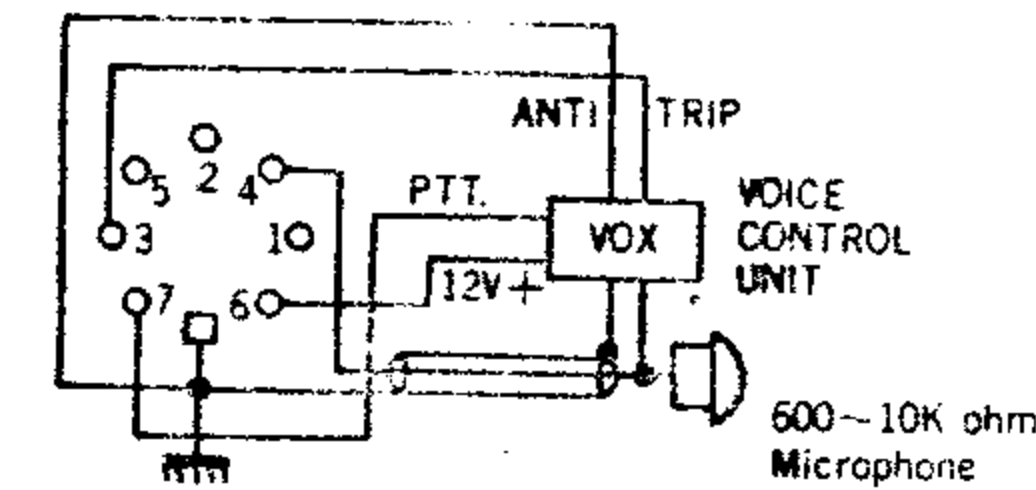 ANTI TRIP
2
5
4
PTT.
3
1
VOX
VOICE
CONTROL
UNIT
7
6
12V+
600~10K ohm
Microphone